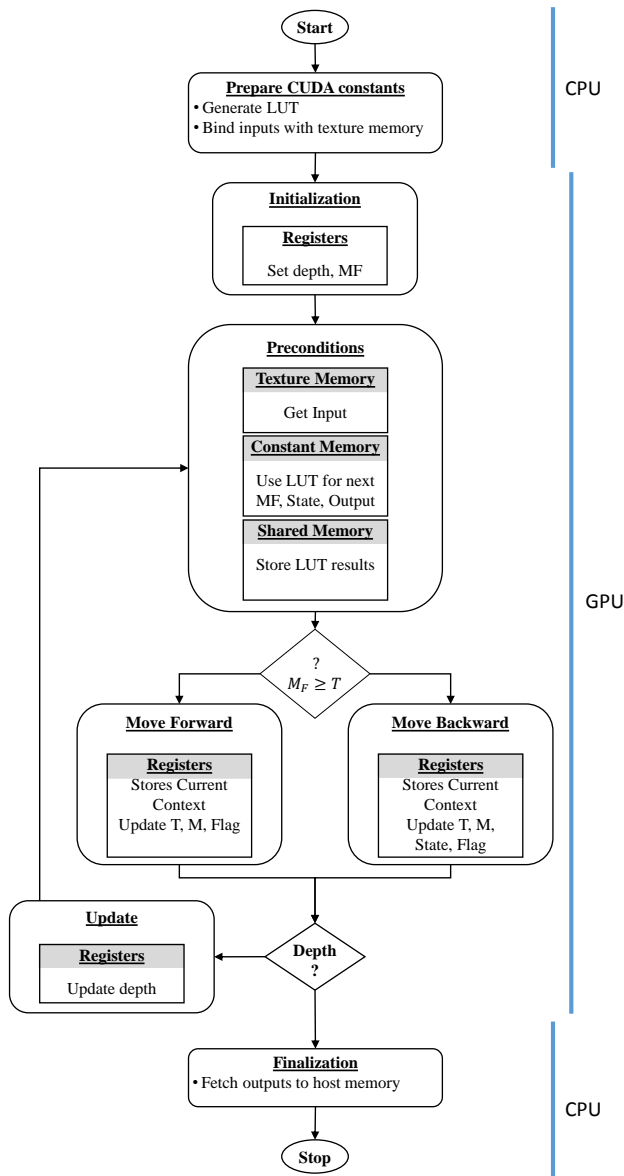 Start
Prepare CUDA constants
• Generate LUT
• Bind inputs with texture memory
CPU
Initialization
Registers
Set depth, MF
Preconditions
Texture Memory
Get Input
Constant Memory
Use LUT for next
MF, State, Output
Shared Memory
Store LUT results
GPU
?
M_F ≥ T
Move Forward
Registers
Stores Current
Context
Update T, M, Flag
Move Backward
Registers
Stores Current
Context
Update T, M,
State, Flag
Update
Registers
Update depth
Depth
?
Finalization
• Fetch outputs to host memory
CPU
Stop